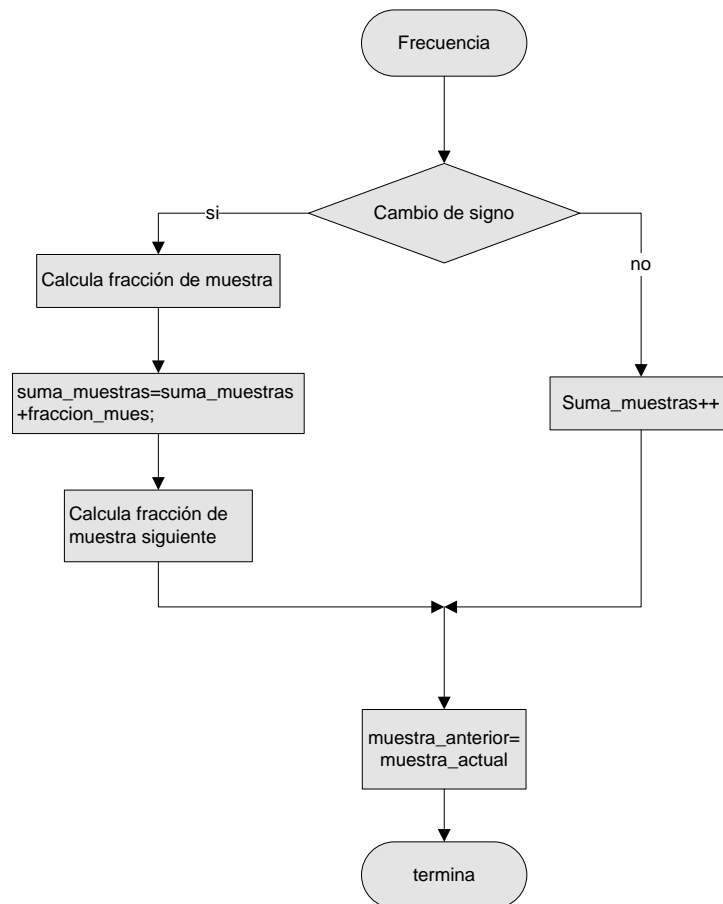 Frecuencia
Cambio de signo
si
no
Calcula fracción de muestra
suma_muestras=suma_muestras
+fraccion_mues;
Suma_muestras++
Calcula fracción de
muestra siguiente
muestra_anterior=
muestra_actual
termina